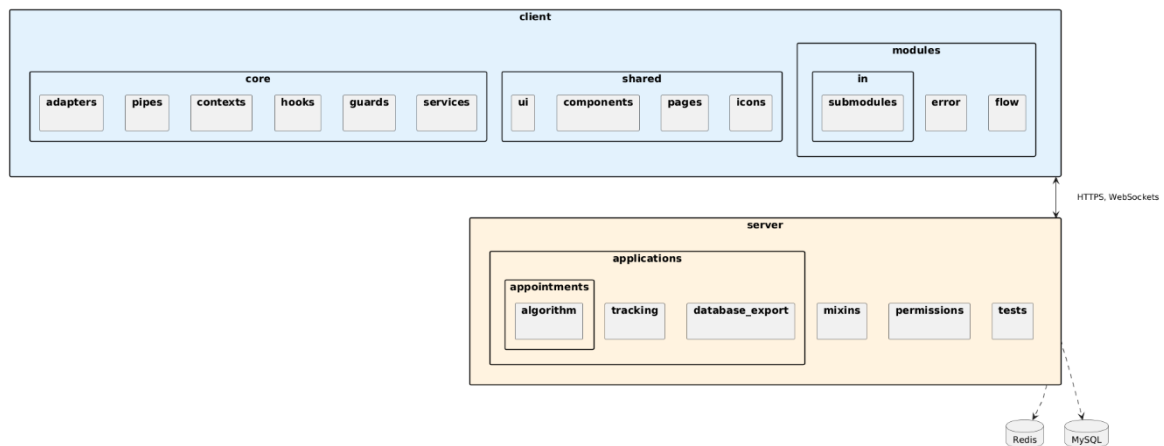 client
modules
core
shared
in
adapters
pipes
contexts
hooks
guards
services
ui
components
pages
icons
submodules
error
flow
HTTPS, WebSockets
server
applications
appointments
algorithm
tracking
database_export
mixins
permissions
tests
Redis
MySQL